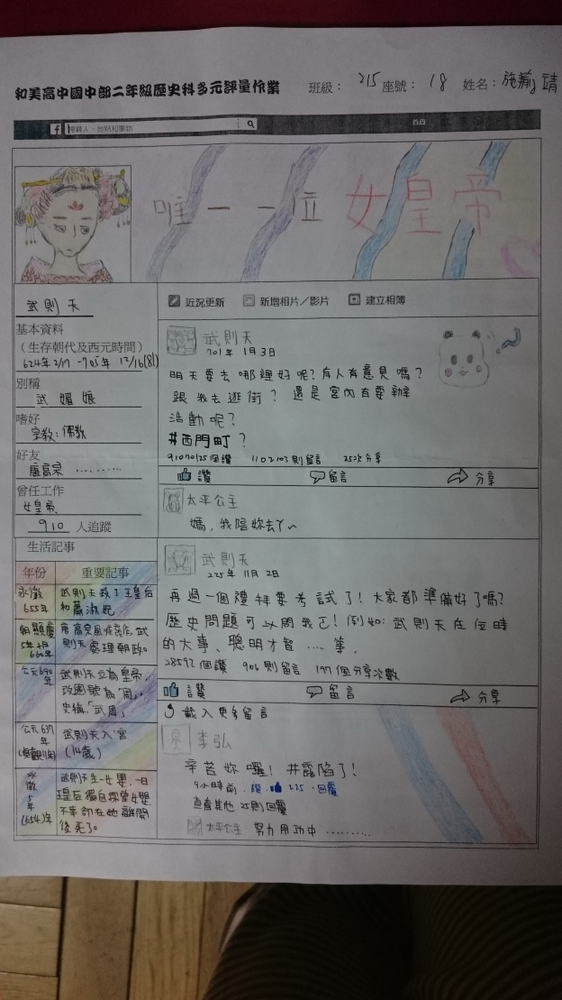 和美高中國中部二年級歷史科多元評量作業 班級： 215 座號： 18 姓名： 施 靖
f 搜尋人、地點和事物
唯一一位女皇帝
武則天
基本資料
（生存朝代及西元時間）
624年2/17 -705年 12/16(81)
別稱
武媚娘
嗜好
宗教：儒教
好友
唐高宗 ‥‥‥‥‥
曾任工作
女皇帝
910 人追蹤
近況更新 新增相片／影片 建立相簿
武則天
701年 1月3日
明天要去哪裡好呢？有人有意見嗎？
跟我去逛街？還是宮內有要辦
活動呢？
#西門町？
91070125個讚 1102103則留言 25次分享
讚 留言 分享
太平公主
媽，我陪妳去ㄚ～
生活記事
年份 重要記事
永徽
655年
武則天殺了王皇后
和蕭淑妃
顯慶
5年
660年
武
則天處理朝政。
公元690
年
武則天立為皇帝，
改國號為「周」，
史稱「武周」
公元637
年
(貞觀11年)
武則天入宮
(14歲)
永
徽
5
年
(654)年
武則天生一女嬰，一日
王皇后獨自探望女嬰，
不幸卻在她離開
後死了。
武則天
225年 11月2日
再過一個禮拜要考試了！大家都準備好了嗎？
歷史問題可以問我己！例如：武則天在位時
的大事、聰明才智 ‥‥ 等，
28592個讚 906則留言 197個分享次數
讚 留言 分享
載入更多留言
李弘
辛苦妳囉！#露陷了！
9小時前．讚．225．回覆
查看其他25則回覆
太平公主 努力用功中 ‥‥‥‥‥